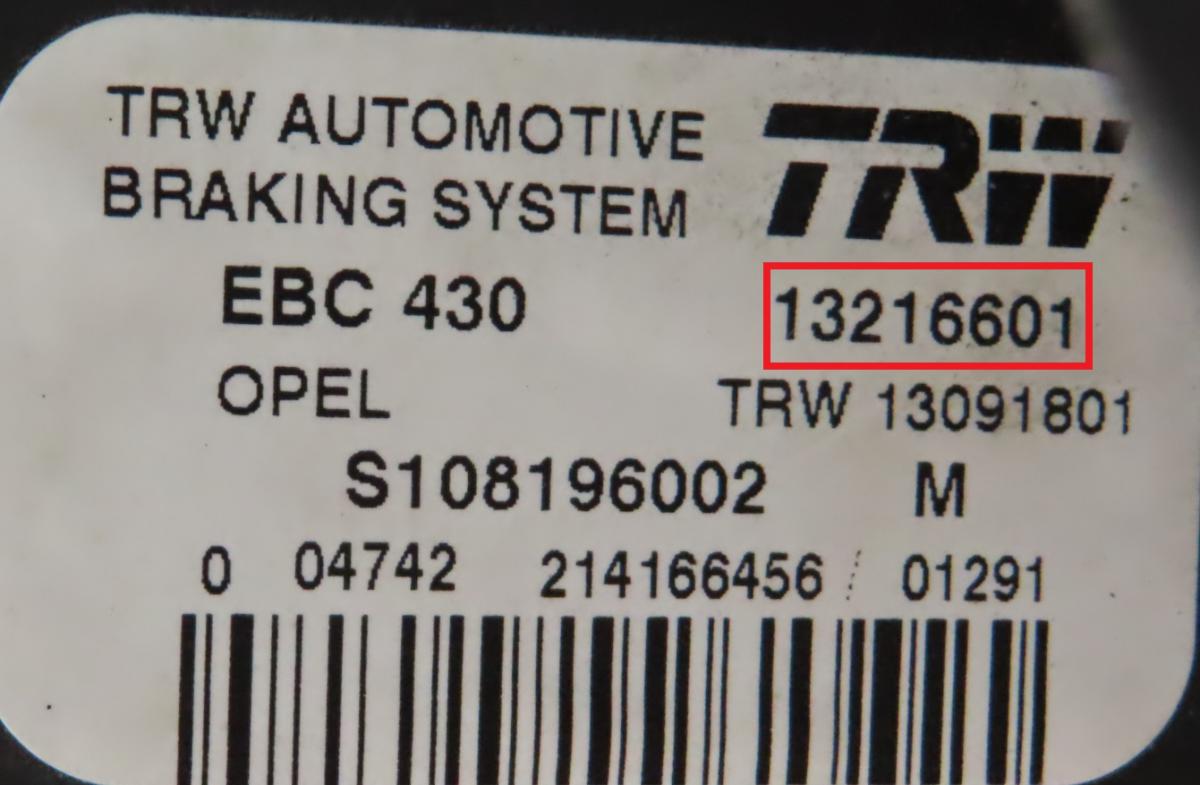 TRW AUTOMOTIVE
BRAKING SYSTEM
TRW
EBC 430
13216601
OPEL
TRW 13091801
S108196002 M
0 04742 214166456 01291